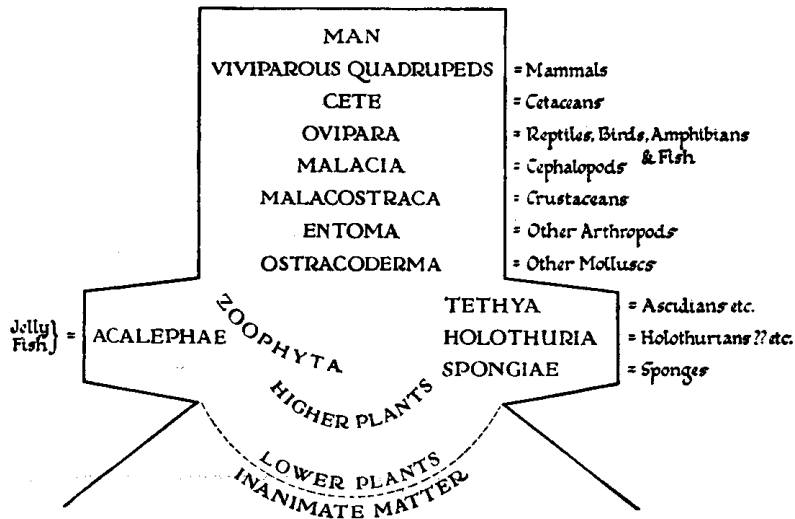 MAN
VIVIPAROUS QUADRUPEDS = Mammals
CETE = Cetaceans
OVIPARA = Reptiles, Birds, Amphibians
& Fish
MALACIA = Cephalopods
MALACOSTRACA = Crustaceans
ENTOMA = Other Arthropods
OSTRACODERMA = Other Molluscs
ZOOPHYTA
TETHYA = Ascidians etc.
Jelly
Fish } = ACALEPHAE
HOLOTHURIA = Holothurians ?? etc.
SPONGIAE = Sponges
HIGHER PLANTS
LOWER PLANTS
INANIMATE MATTER